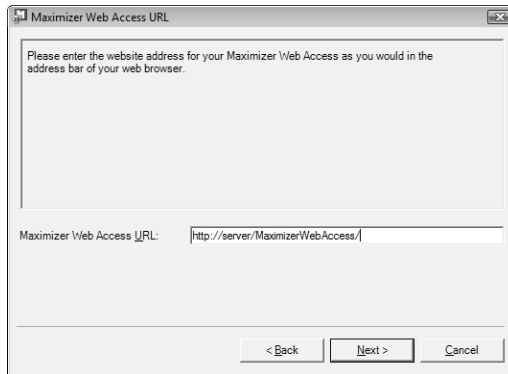 Maximizer Web Access URL
Please enter the website address for your Maximizer Web Access as you would in the
address bar of your web browser.
Maximizer Web Access URL: http://server/MaximizerWebAccess/
< Back Next > Cancel